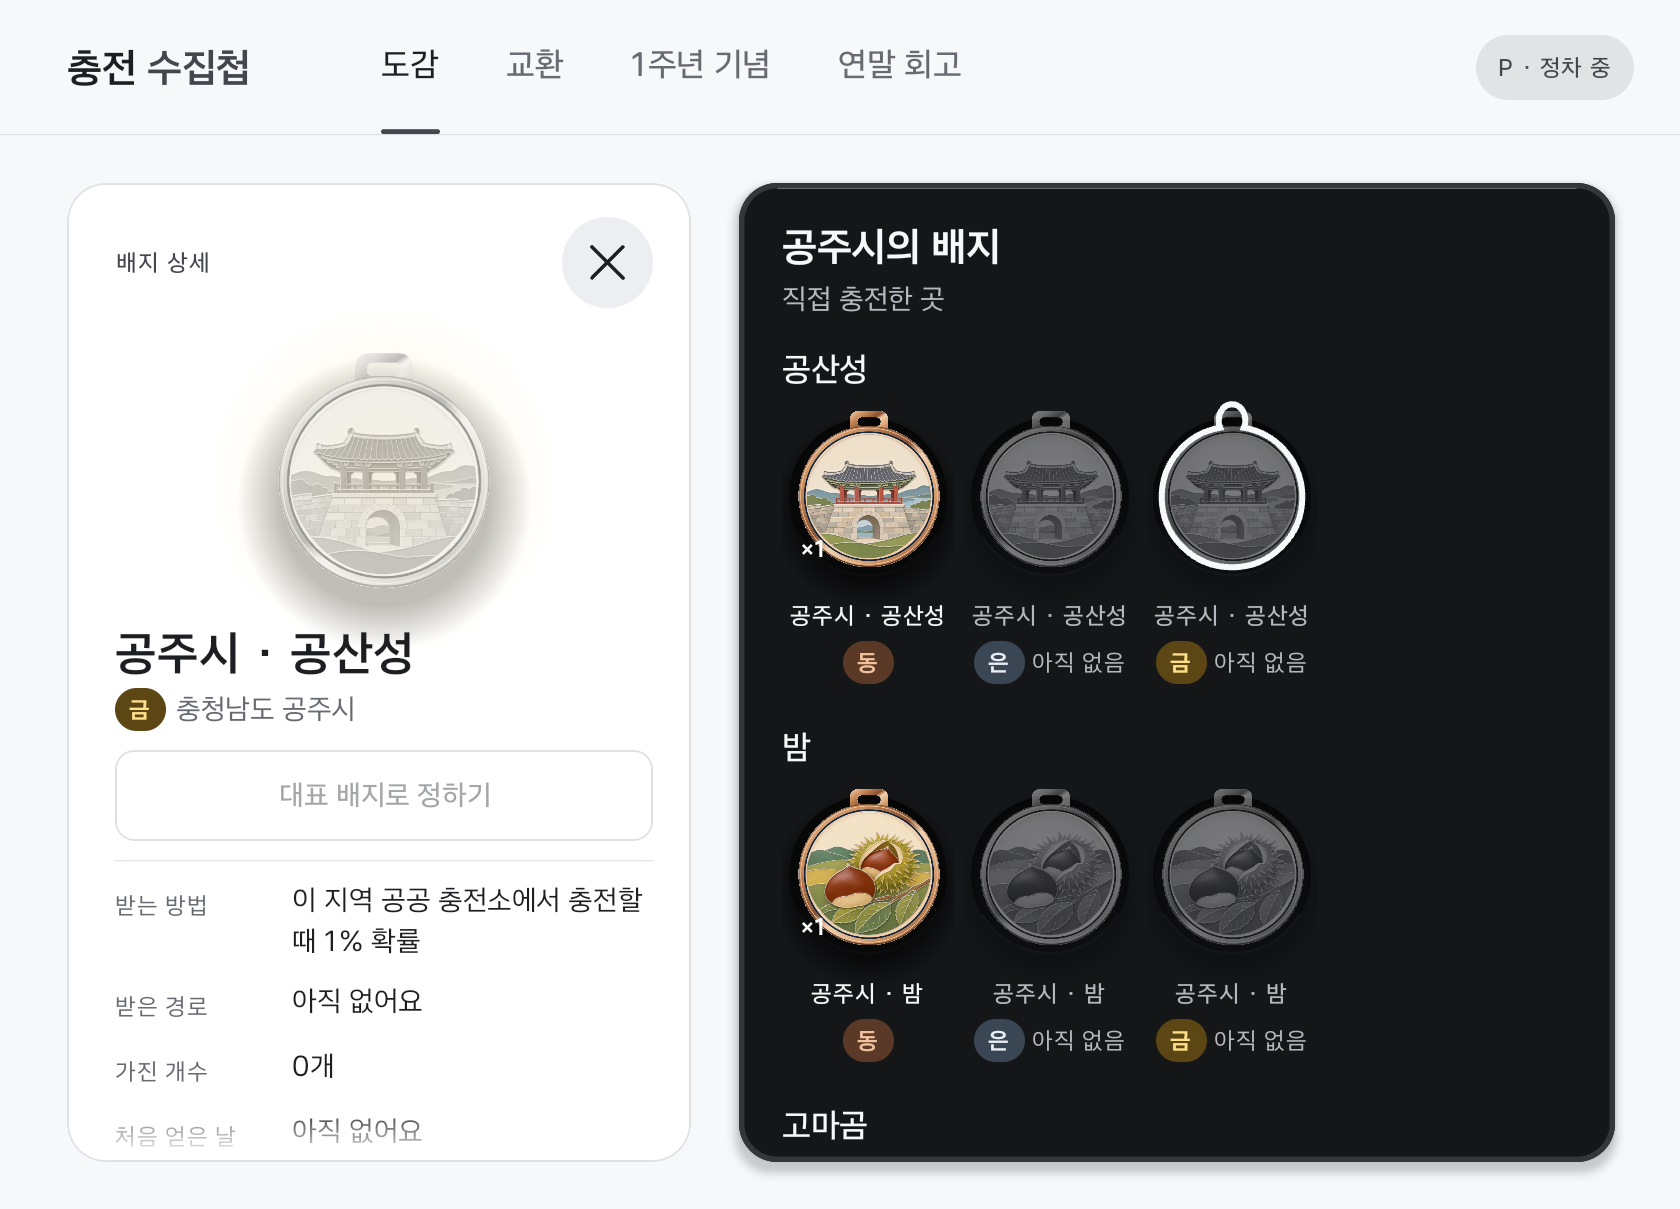 충전 수집첩
도감
교환
1주년 기념
연말 회고
P · 정차 중
배지 상세
공주시 · 공산성
금 충청남도 공주시
대표 배지로 정하기
받는 방법
이 지역 공공 충전소에서 충전할
때 1% 확률
받은 경로
아직 없어요
가진 개수
0개
처음 얻은 날
아직 없어요
공주시의 배지
직접 충전한 곳
공산성
×1
공주시 · 공산성
동
공주시 · 공산성
은 아직 없음
공주시 · 공산성
금 아직 없음
밤
×1
공주시 · 밤
동
공주시 · 밤
은 아직 없음
공주시 · 밤
금 아직 없음
고마곰